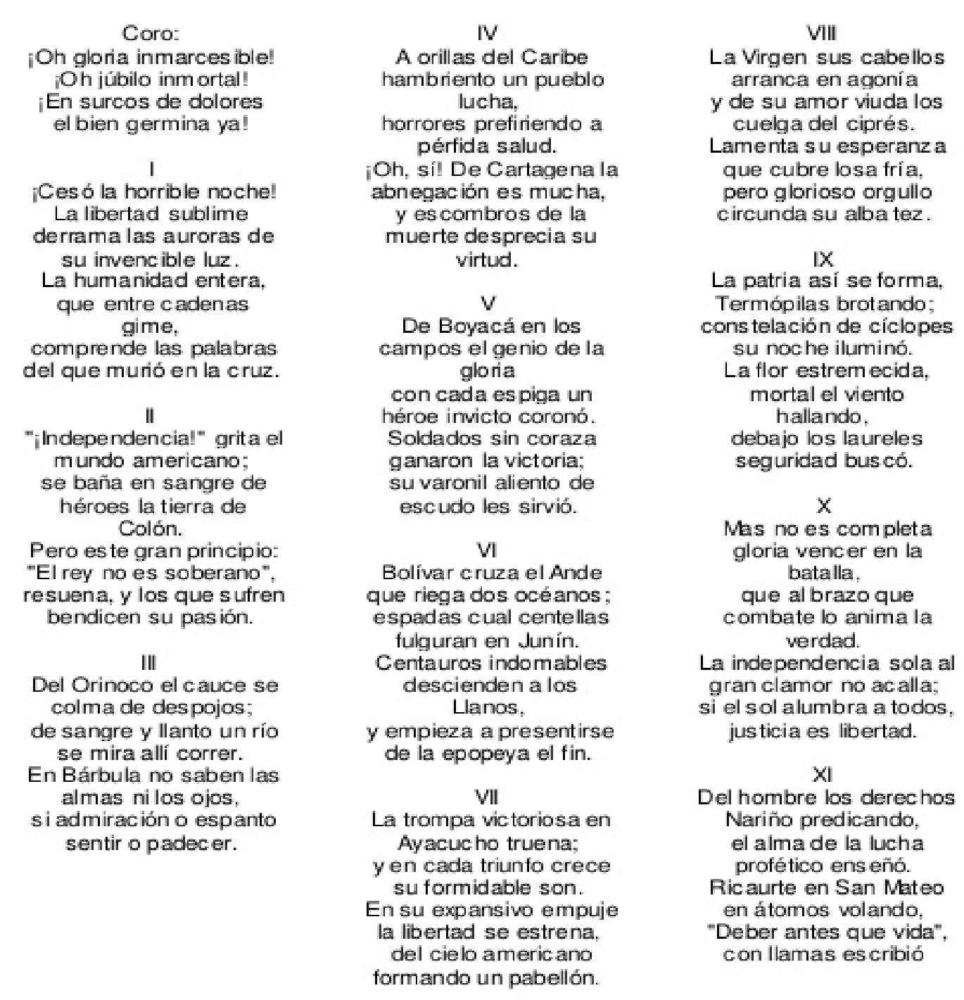 Coro:
¡Oh gloria inmarcesible!
¡Oh júbilo inmortal!
¡En surcos de dolores
el bien germina ya!
I
¡Cesó la horrible noche!
La libertad sublime
derrama las auroras de
su invencible luz.
La humanidad entera,
que entre cadenas
gime,
comprende las palabras
del que murió en la cruz.
II
"¡Independencia!" grita el
mundo americano;
se baña en sangre de
héroes la tierra de
Colón.
Pero este gran principio:
"El rey no es soberano",
resuena, y los que sufren
bendicen su pasión.
III
Del Orinoco el cauce se
colma de despojos;
de sangre y llanto un río
se mira allí correr.
En Bárbula no saben las
almas ni los ojos,
si admiración o espanto
sentir o padecer.
IV
A orillas del Caribe
hambriento un pueblo
lucha,
horrores prefiriendo a
pérfida salud.
¡Oh, sí! De Cartagena la
abnegación es mucha,
y escombros de la
muerte desprecia su
virtud.
V
De Boyacá en los
campos el genio de la
gloria
con cada espiga un
héroe invicto coronó.
Soldados sin coraza
ganaron la victoria;
su varonil aliento de
escudo les sirvió.
VI
Bolívar cruza el Ande
que riega dos océanos;
espadas cual centellas
fulguran en Junín.
Centauros indomables
descienden a los
Llanos,
y empieza a presentirse
de la epopeya el fin.
VII
La trompa victoriosa en
Ayacucho truena;
y en cada triunfo crece
su formidable son.
En su expansivo empuje
la libertad se estrena,
del cielo americano
formando un pabellón.
VIII
La Virgen sus cabellos
arranca en agonía
y de su amor viuda los
cuelga del ciprés.
Lamenta su esperanza
que cubre losa fría,
pero glorioso orgullo
circunda su alba tez.
IX
La patria así se forma,
Termópilas brotando;
constelación de cíclopes
su noche iluminó.
La flor estremecida,
mortal el viento
hallando,
debajo los laureles
seguridad buscó.
X
Mas no es completa
gloria vencer en la
batalla,
que al brazo que
combate lo anima la
verdad.
La independencia sola al
gran clamor no acalla;
si el sol alumbra a todos,
justicia es libertad.
XI
Del hombre los derechos
Nariño predicando,
el alma de la lucha
profético enseñó.
Ricaurte en San Mateo
en átomos volando,
"Deber antes que vida",
con llamas escribió